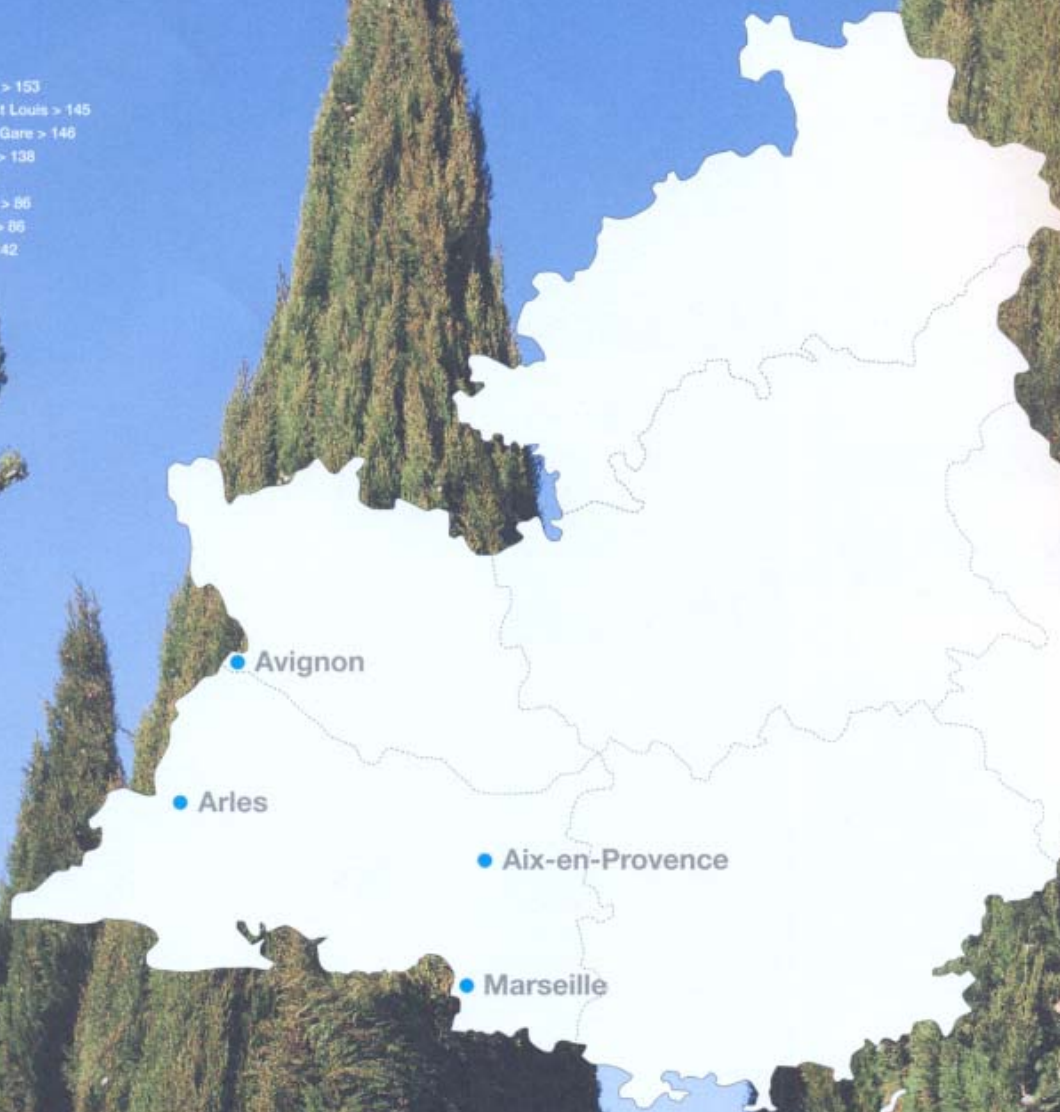 > 153
t Louis > 145
Gare > 146
> 138
> 86
> 86
42
Avignon
Arles
Aix-en-Provence
Marseille